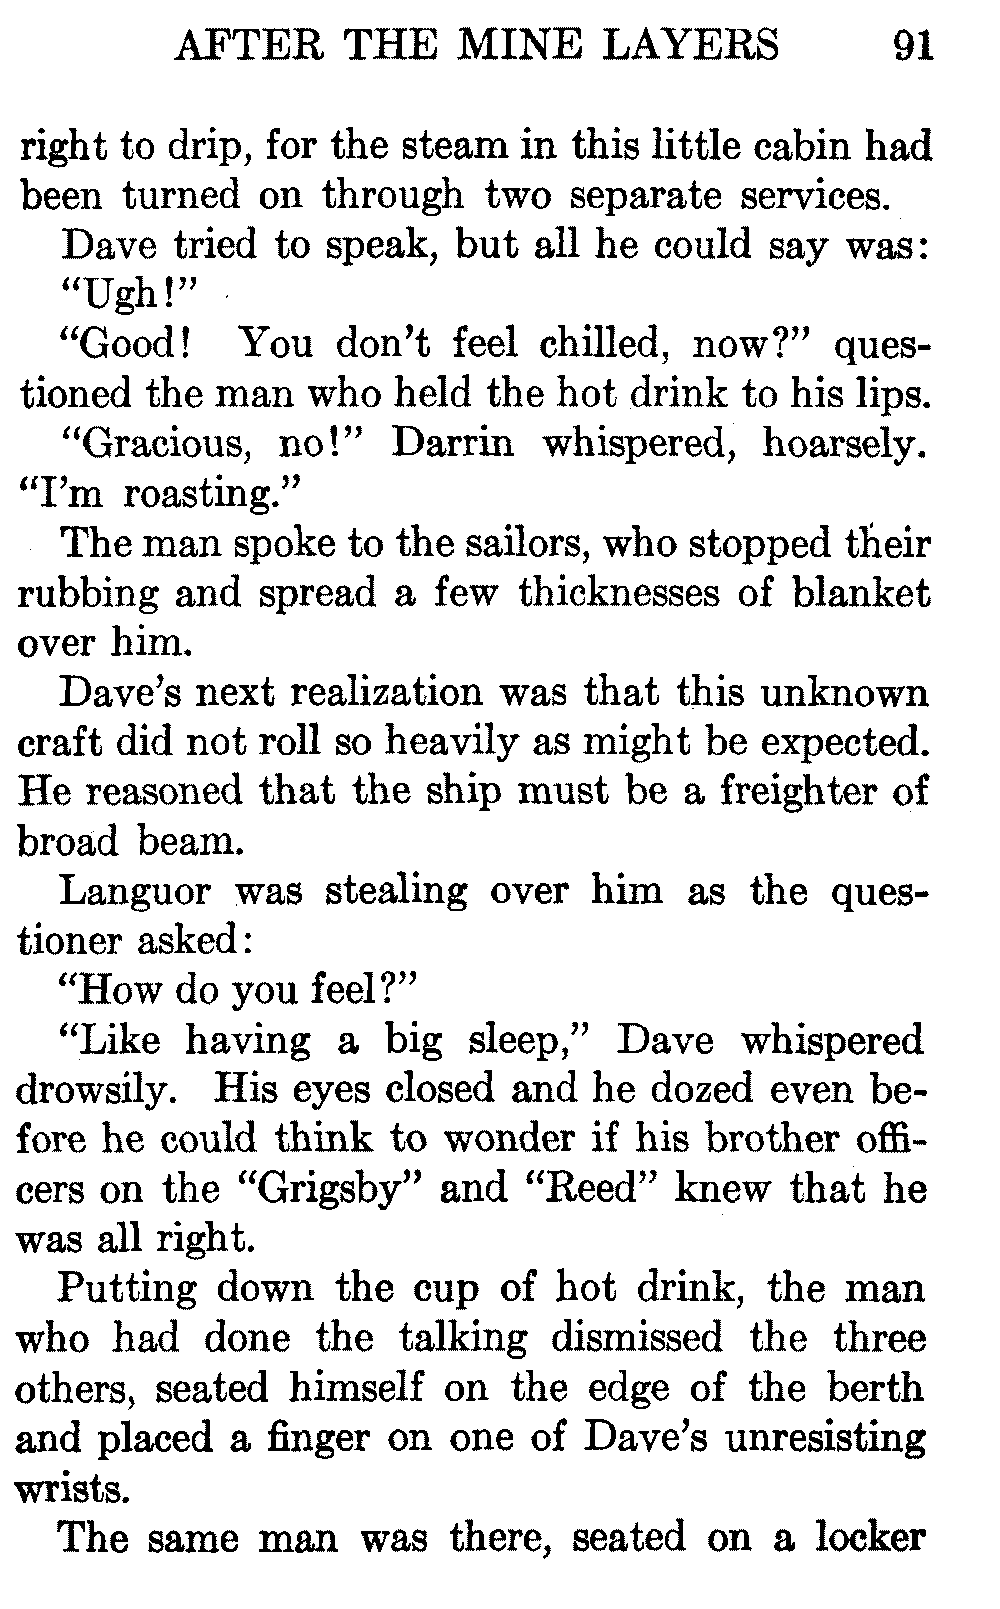 AFTER THE MINE LAYERS 91
right to drip, for the steam in this little cabin had
been turned on through two separate services.
Dave tried to speak, but all he could say was:
“Ugh!”
“Good! You don’t feel chilled, now?” ques-
tioned the man who held the hot drink to his lips.
“Gracious, no!” Darrin whispered, hoarsely.
“I’m roasting.”
The man spoke to the sailors, who stopped their
rubbing and spread a few thicknesses of blanket
over him.
Dave’s next realization was that this unknown
craft did not roll so heavily as might be expected.
He reasoned that the ship must be a freighter of
broad beam.
Languor was stealing over him as the ques-
tioner asked:
“How do you feel?”
“Like having a big sleep,” Dave whispered
drowsily. His eyes closed and he dozed even be-
fore he could think to wonder if his brother offi-
cers on the “Grigsby” and “Reed” knew that he
was all right.
Putting down the cup of hot drink, the man
who had done the talking dismissed the three
others, seated himself on the edge of the berth
and placed a finger on one of Dave’s unresisting
wrists.
The same man was there, seated on a locker